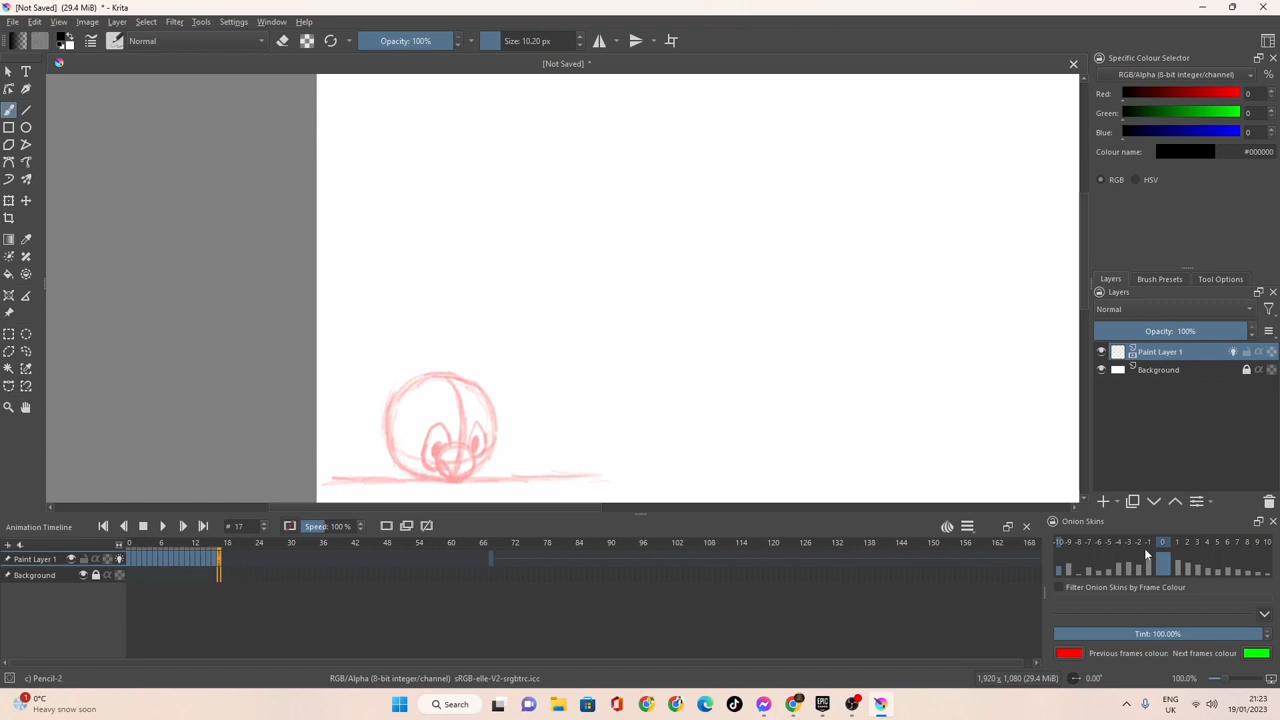 [Not Saved] (29.4 MiB) * - Krita
File Edit View Image Layer Select Filter Tools Settings Window Help
Normal Opacity: 100% Size: 10.20 px
[Not Saved] *
Specific Colour Selector
RGB/Alpha (8-bit integer/channel) %
Red: 0
Green: 0
Blue: 0
Colour name: #000000
RGB HSV
Layers Brush Presets Tool Options
Layers
Normal
Opacity: 100%
Paint Layer 1
Background
Animation Timeline # 17 Speed: 100 %
0 6 12 18 24 30 36 42 48 54 60 66 72 78 84 90 96 102 108 114 120 126 132 138 144 150 156 162 168
Paint Layer 1
Background
Onion Skins
-10 -9 -8 -7 -6 -5 -4 -3 -2 -1 0 1 2 3 4 5 6 7 8 9 10
Filter Onion Skins by Frame Colour
Tint: 100.00%
Previous frames colour: Next frames colour:
c) Pencil-2 RGB/Alpha (8-bit integer/channel) sRGB-elle-V2-srgbtrc.icc 1,920 x 1,080 (29.4 MiB) 0.00° 100.0%
1
0°C
Heavy snow soon
Search
EPIC
ENG
UK
21:23
19/01/2023